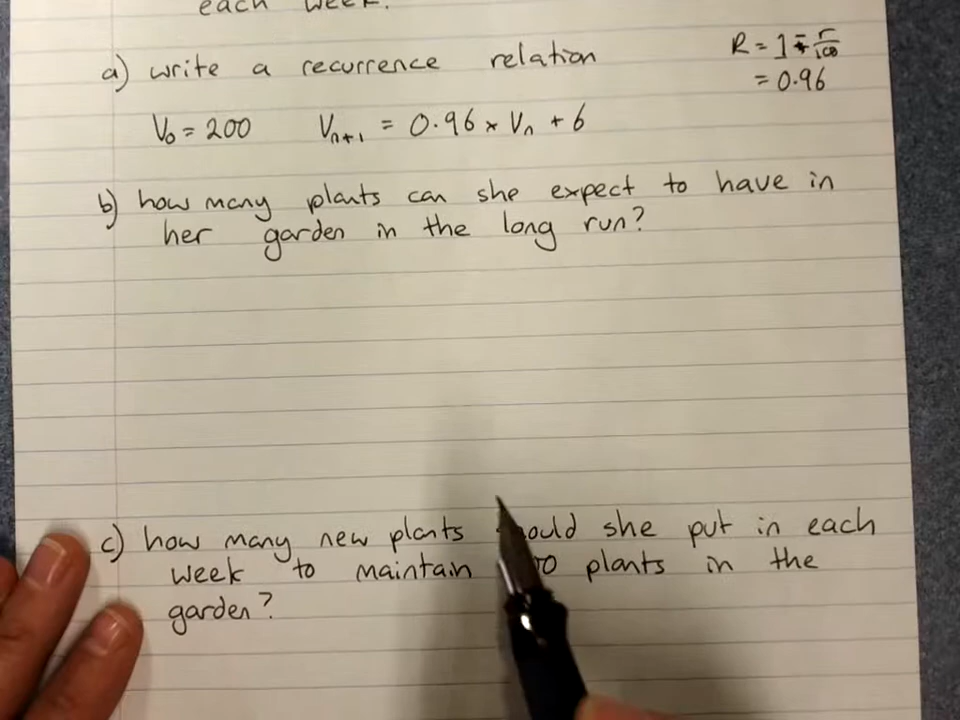 each week.
a) write a recurrence relation
R = 1 ∓ r/100
= 0.96
V₀ = 200 Vₙ₊₁ = 0.96 × Vₙ + 6
b) how many plants can she expect to have in
her garden in the long run?
c) how many new plants she put in each
week to maintain plants in the
garden?